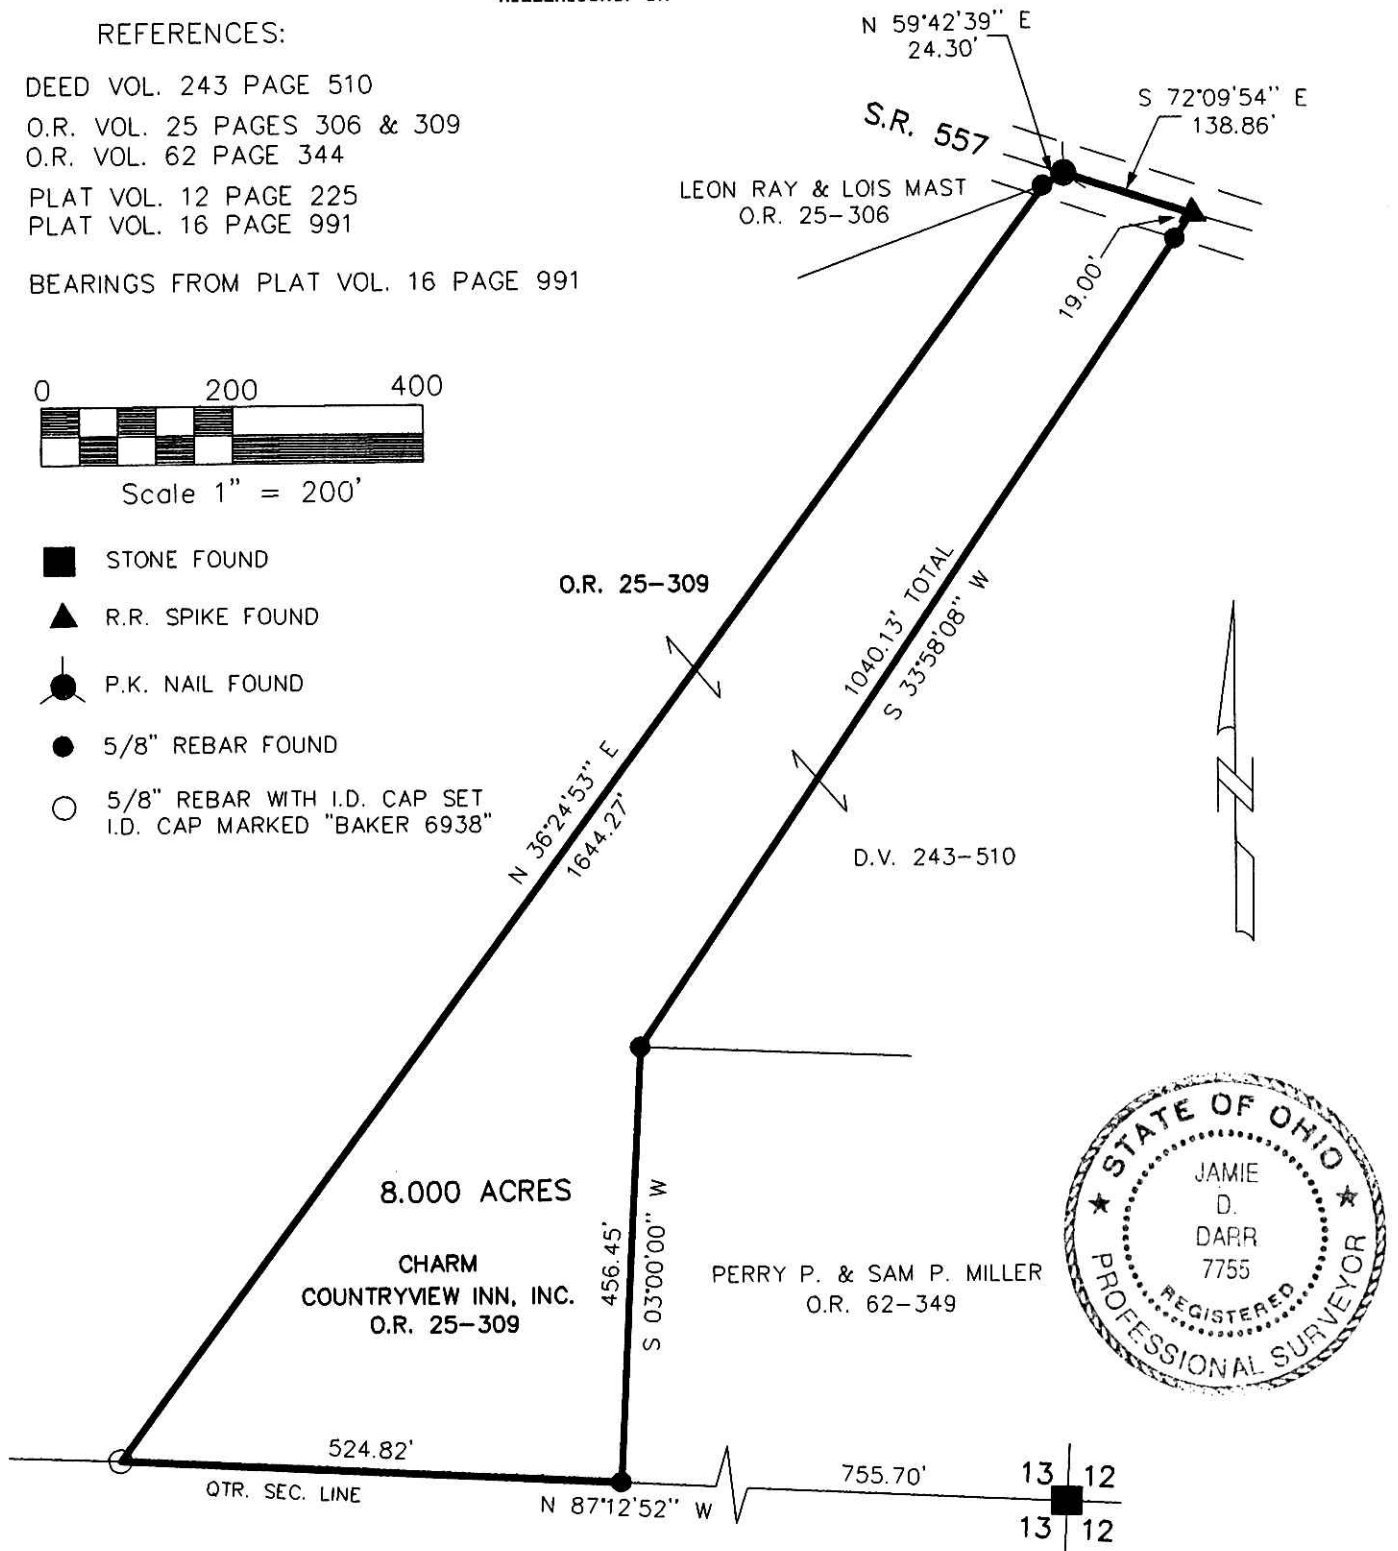 REFERENCES:
DEED VOL. 243 PAGE 510
O.R. VOL. 25 PAGES 306 & 309
O.R. VOL. 62 PAGE 344
PLAT VOL. 12 PAGE 225
PLAT VOL. 16 PAGE 991
BEARINGS FROM PLAT VOL. 16 PAGE 991
N 59°42'39" E
24.30'
S 72°09'54" E
138.86'
S.R. 557
LEON RAY & LOIS MAST
O.R. 25-306
19.00'
0 200 400
Scale 1" = 200'
STONE FOUND
R.R. SPIKE FOUND
P.K. NAIL FOUND
5/8" REBAR FOUND
5/8" REBAR WITH I.D. CAP SET
I.D. CAP MARKED "BAKER 6938"
O.R. 25-309
1040.13' TOTAL
S 33°58'08" W
N 36°24'53" E
1644.27'
N
D.V. 243-510
8.000 ACRES
CHARM
COUNTRYVIEW INN, INC.
O.R. 25-309
456.45'
S 03°00'00" W
PERRY P. & SAM P. MILLER
O.R. 62-349
STATE OF OHIO
JAMIE
D.
DARR
7755
REGISTERED
PROFESSIONAL SURVEYOR
524.82'
QTR. SEC. LINE
N 87°12'52" W
755.70'
13 12
13 12